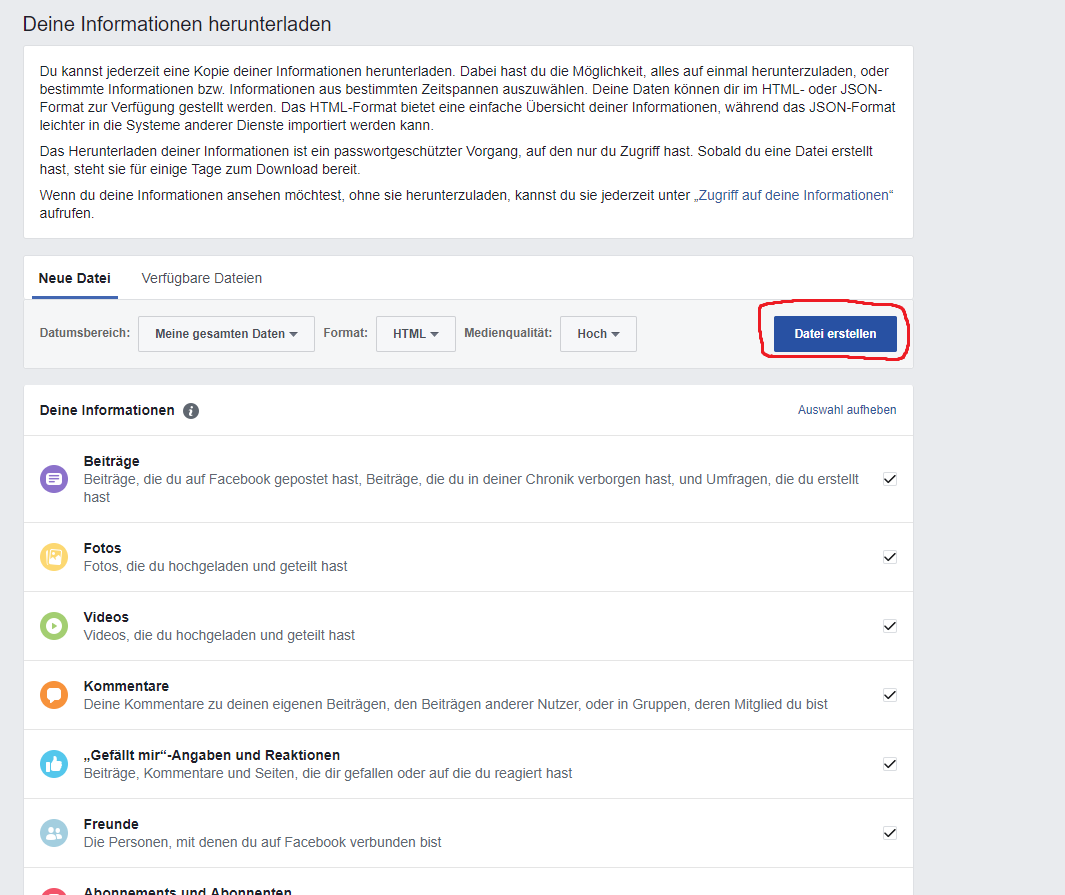 Deine Informationen herunterladen
Du kannst jederzeit eine Kopie deiner Informationen herunterladen. Dabei hast du die Möglichkeit, alles auf einmal herunterzuladen, oder
bestimmte Informationen bzw. Informationen aus bestimmten Zeitspannen auszuwählen. Deine Daten können dir im HTML- oder JSON-
Format zur Verfügung gestellt werden. Das HTML-Format bietet eine einfache Übersicht deiner Informationen, während das JSON-Format
leichter in die Systeme anderer Dienste importiert werden kann.
Das Herunterladen deiner Informationen ist ein passwortgeschützter Vorgang, auf den nur du Zugriff hast. Sobald du eine Datei erstellt
hast, steht sie für einige Tage zum Download bereit.
Wenn du deine Informationen ansehen möchtest, ohne sie herunterzuladen, kannst du sie jederzeit unter „Zugriff auf deine Informationen“
aufrufen.
Neue Datei Verfügbare Dateien
Datumsbereich: Meine gesamten Daten Format: HTML Medienqualität: Hoch Datei erstellen
Deine Informationen i Auswahl aufheben
Beiträge
Beiträge, die du auf Facebook gepostet hast, Beiträge, die du in deiner Chronik verborgen hast, und Umfragen, die du erstellt
hast
Fotos
Fotos, die du hochgeladen und geteilt hast
Videos
Videos, die du hochgeladen und geteilt hast
Kommentare
Deine Kommentare zu deinen eigenen Beiträgen, den Beiträgen anderer Nutzer, oder in Gruppen, deren Mitglied du bist
„Gefällt mir“-Angaben und Reaktionen
Beiträge, Kommentare und Seiten, die dir gefallen oder auf die du reagiert hast
Freunde
Die Personen, mit denen du auf Facebook verbunden bist
Abonnements und Abonnenten